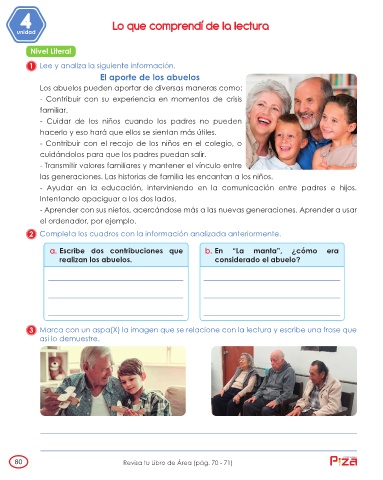 4
unidad
Lo que comprendí de la lectura
Nivel Literal
1 Lee y analiza la siguiente información.
El aporte de los abuelos
Los abuelos pueden aportar de diversas maneras como:
- Contribuir con su experiencia en momentos de crisis
familiar.
- Cuidar de los niños cuando los padres no pueden
hacerlo y eso hará que ellos se sientan más útiles.
- Contribuir con el recojo de los niños en el colegio, o
cuidándolos para que los padres puedan salir.
- Transmitir valores familiares y mantener el vínculo entre
las generaciones. Las historias de familia les encantan a los niños.
- Ayudar en la educación, interviniendo en la comunicación entre padres e hijos.
Intentando apaciguar a los dos lados.
- Aprender con sus nietos, acercándose más a las nuevas generaciones. Aprender a usar
el ordenador, por ejemplo.
2 Completa los cuadros con la información analizada anteriormente.
a. Escribe dos contribuciones que
realizan los abuelos.
b. En "La manta", ¿cómo era
considerado el abuelo?
3 Marca con un aspa(X) la imagen que se relacione con la lectura y escribe una frase que
así lo demuestre.
80
Revisa tu Libro de Área (pág. 70 - 71)